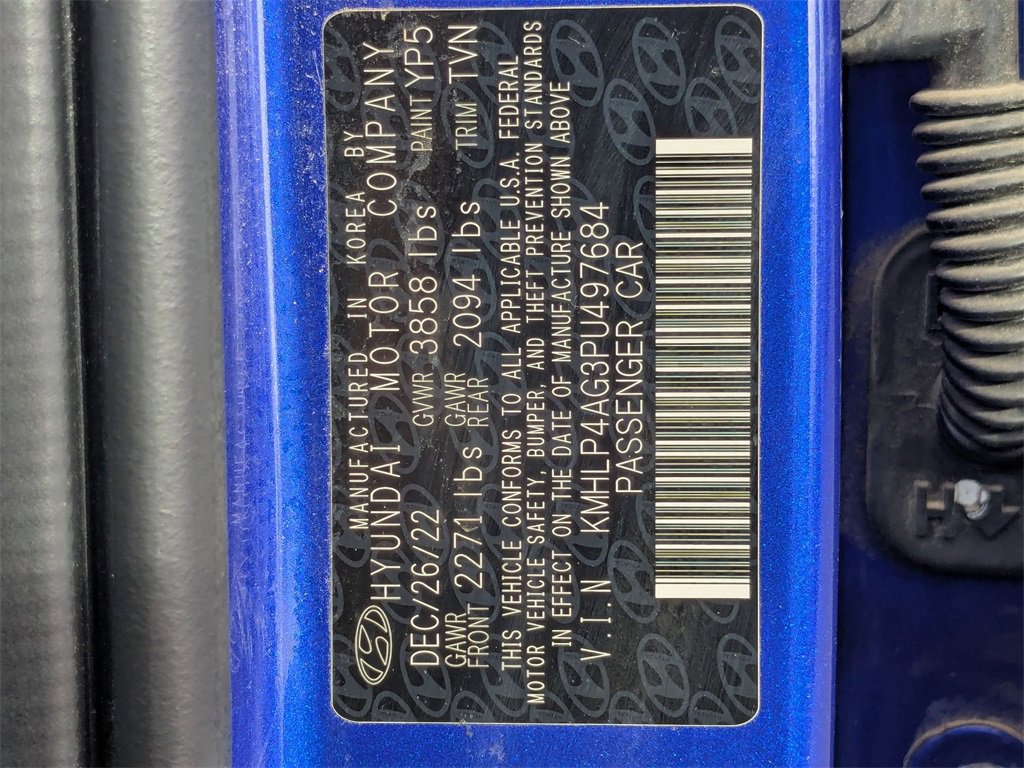 MANUFACTURED IN KOREA BY
HYUNDAI MOTOR COMPANY
DEC/26/22 GVWR 3858 lbs PAINT YP5
GAWR FRONT 2271 lbs GAWR REAR 2094 lbs TRIM TVN
THIS VEHICLE CONFORMS TO ALL APPLICABLE U.S.A. FEDERAL
MOTOR VEHICLE SAFETY, BUMPER, AND THEFT PREVENTION STANDARDS
IN EFFECT ON THE DATE OF MANUFACTURE SHOWN ABOVE
V.I.N KMHLP4AG3PU497684
PASSENGER CAR